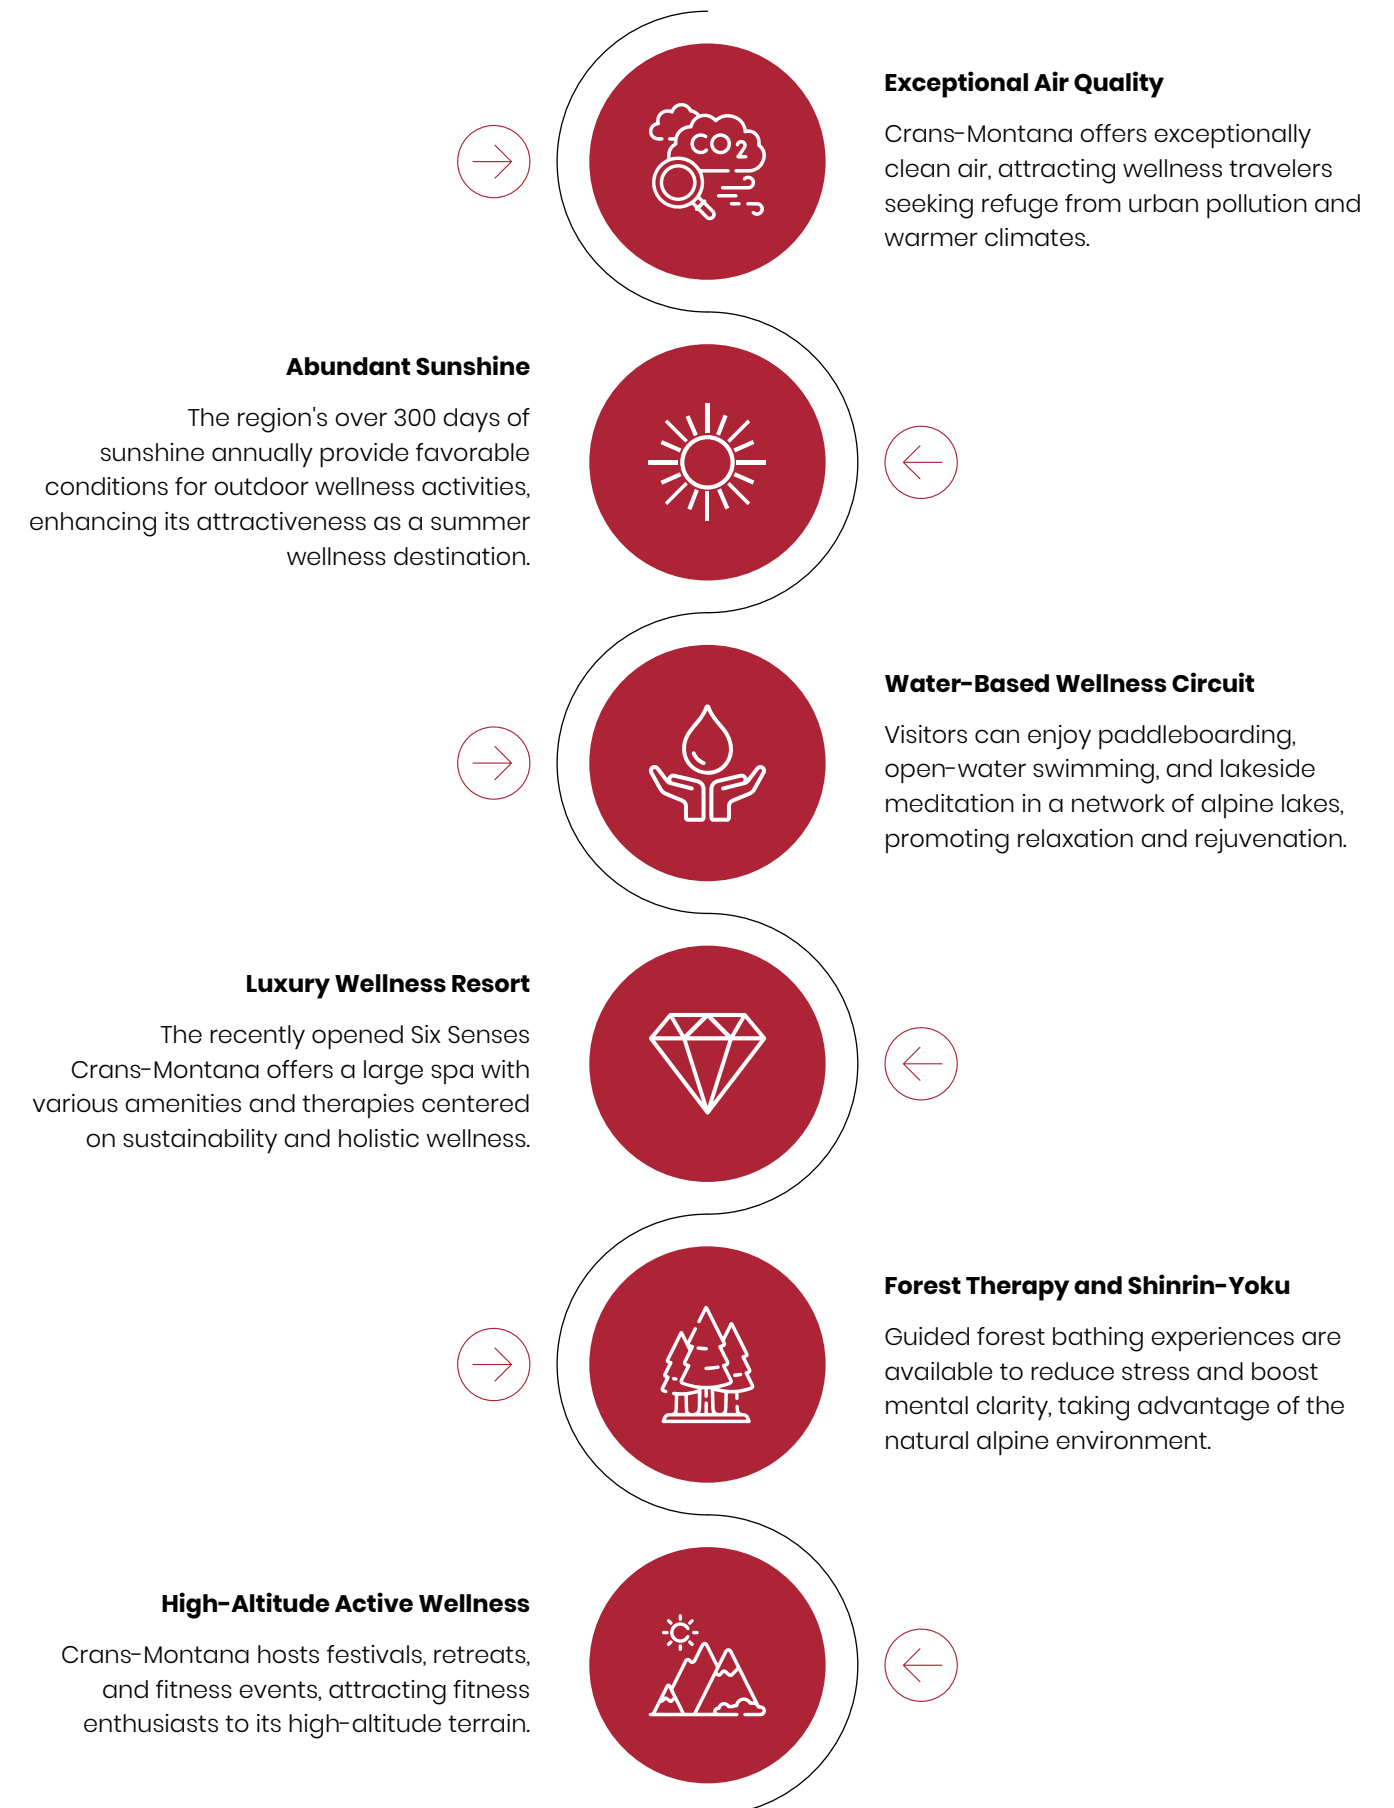 CO2
Exceptional Air Quality
Crans-Montana offers exceptionally
clean air, attracting wellness travelers
seeking refuge from urban pollution and
warmer climates.
Abundant Sunshine
The region's over 300 days of
sunshine annually provide favorable
conditions for outdoor wellness activities,
enhancing its attractiveness as a summer
wellness destination.
Water-Based Wellness Circuit
Visitors can enjoy paddleboarding,
open-water swimming, and lakeside
meditation in a network of alpine lakes,
promoting relaxation and rejuvenation.
Luxury Wellness Resort
The recently opened Six Senses
Crans-Montana offers a large spa with
various amenities and therapies centered
on sustainability and holistic wellness.
Forest Therapy and Shinrin-Yoku
Guided forest bathing experiences are
available to reduce stress and boost
mental clarity, taking advantage of the
natural alpine environment.
High-Altitude Active Wellness
Crans-Montana hosts festivals, retreats,
and fitness events, attracting fitness
enthusiasts to its high-altitude terrain.